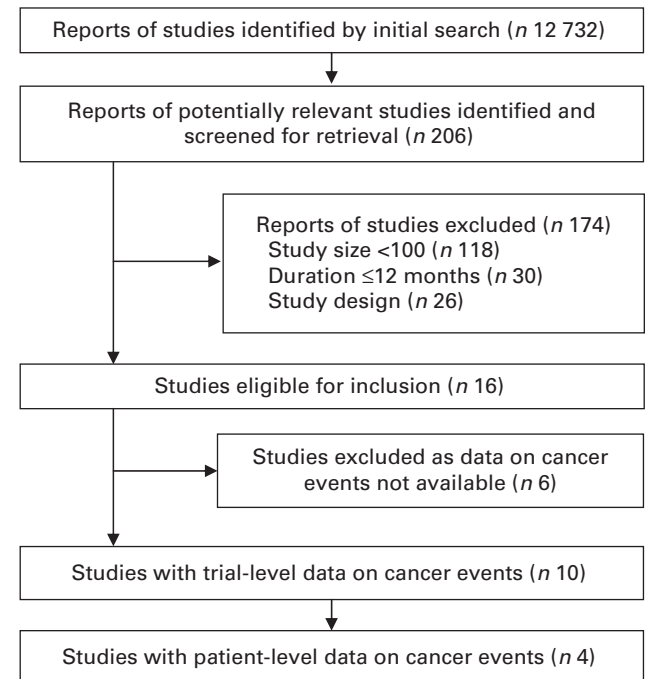 Reports of studies identified by initial search (n 12 732)
Reports of potentially relevant studies identified and
screened for retrieval (n 206)
Reports of studies excluded (n 174)
Study size <100 (n 118)
Duration ≤12 months (n 30)
Study design (n 26)
Studies eligible for inclusion (n 16)
Studies excluded as data on cancer
events not available (n 6)
Studies with trial-level data on cancer events (n 10)
Studies with patient-level data on cancer events (n 4)